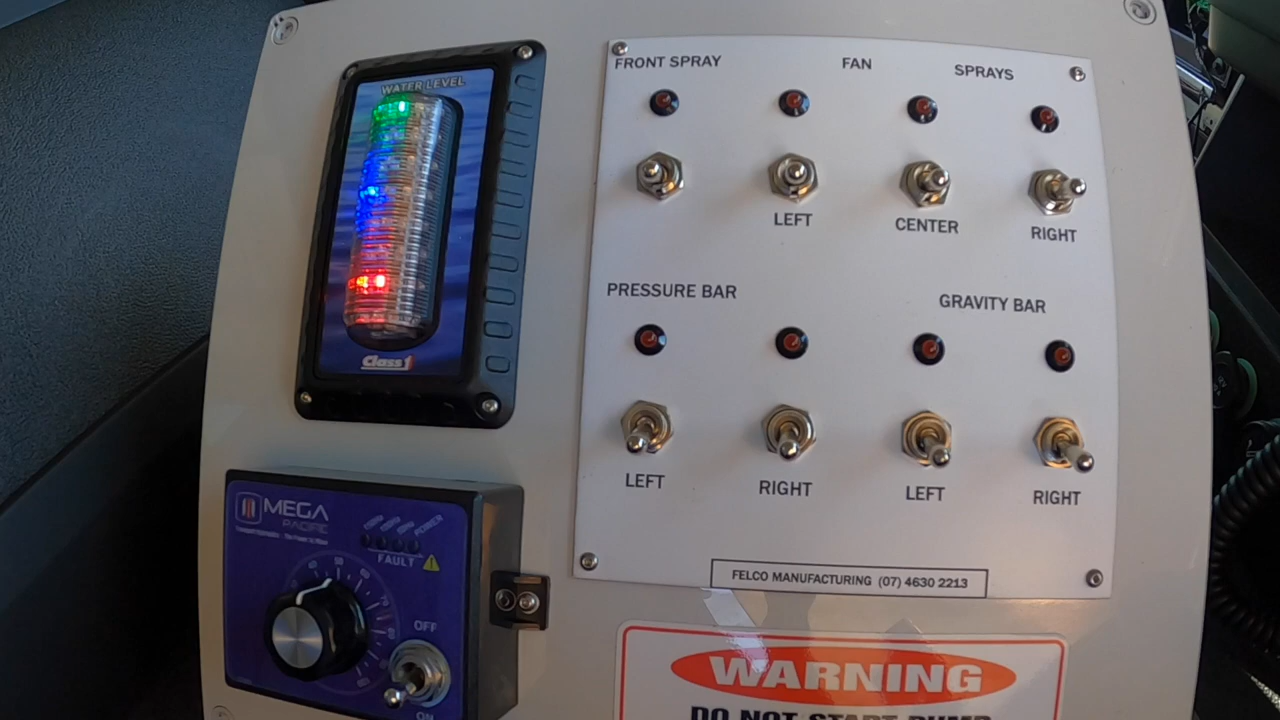 WATER LEVEL
Class1
FRONT SPRAY
FAN
SPRAYS
LEFT
CENTER
RIGHT
PRESSURE BAR
GRAVITY BAR
LEFT
RIGHT
LEFT
RIGHT
FELCO MANUFACTURING (07) 4630 2213
MEGA
PACIFIC
POWER
FAULT
OFF
ON
WARNING
DO NOT START PUMP